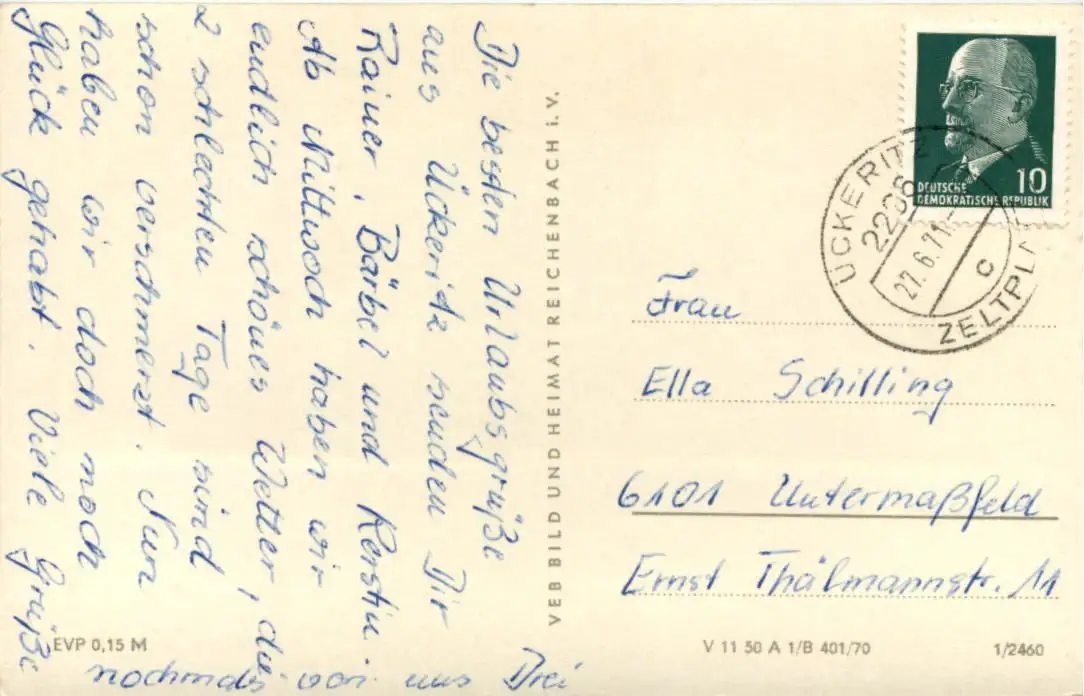 Die besten Urlaubsgrüße
aus Ückeritz senden Dir
Rainer, Bärbel und Kerstin.
Ab Mittwoch haben wir
endlich schönes Wetter, die
2 schlechten Tage sind
schon verschmerzt. Nun
haben wir doch noch
Glück gehabt. Viele Grüße
nochmals von uns Drei
EVP 0,15 M
VEB BILD UND HEIMAT REICHENBACH i. V.
DEUTSCHE
DEMOKRATISCHE REPUBLIK
10
ÜCKERITZ
27.6.71
c
ZELTPL
Frau
Ella Schilling
6101 Untermaßfeld
Ernst Thälmannstr. 11
V 11 50 A 1/B 401/70
1/2460